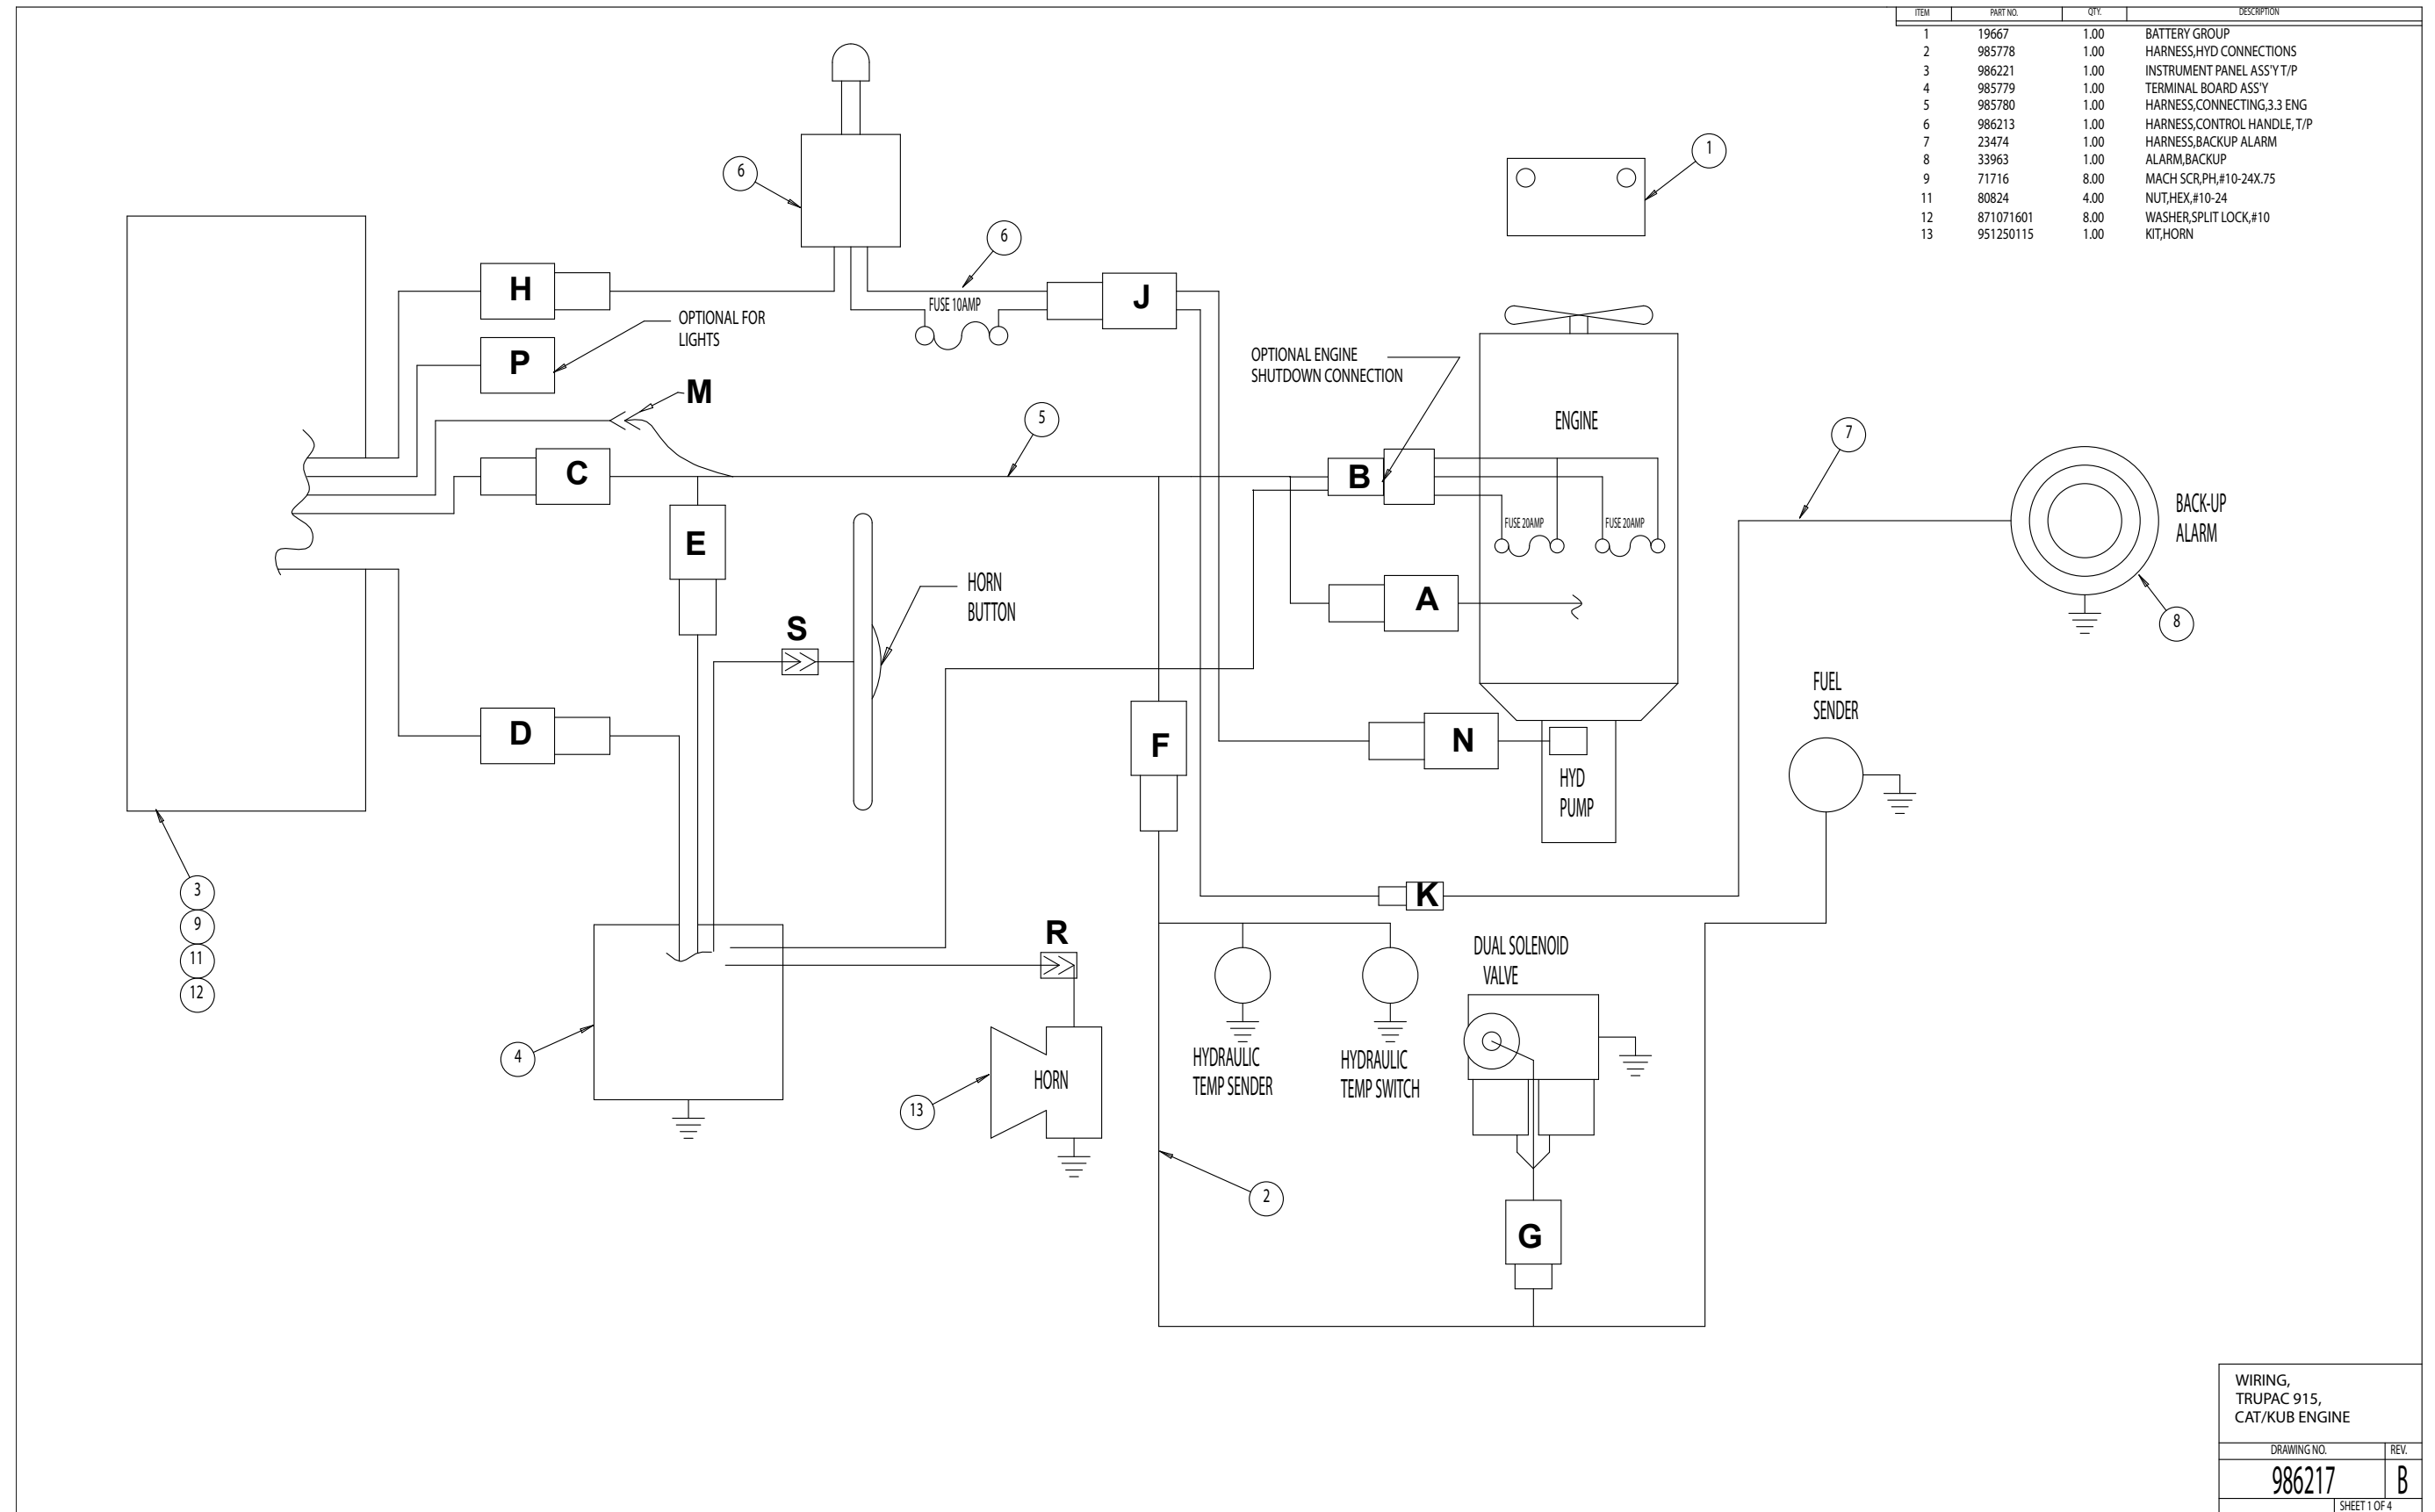 ITEM PART NO. QTY. DESCRIPTION
1 19667 1.00 BATTERY GROUP
2 985778 1.00 HARNESS,HYD CONNECTIONS
3 986221 1.00 INSTRUMENT PANEL ASS'Y T/P
4 985779 1.00 TERMINAL BOARD ASS'Y
5 985780 1.00 HARNESS,CONNECTING,3.3 ENG
6 986213 1.00 HARNESS,CONTROL HANDLE, T/P
7 23474 1.00 HARNESS,BACKUP ALARM
8 33963 1.00 ALARM,BACKUP
9 71716 8.00 MACH SCR,PH,#10-24X.75
11 80824 4.00 NUT,HEX,#10-24
12 871071601 8.00 WASHER,SPLIT LOCK,#10
13 951250115 1.00 KIT,HORN
1
6
6
H
J
FUSE 10AMP
OPTIONAL FOR
LIGHTS
P
M
OPTIONAL ENGINE
SHUTDOWN CONNECTION
ENGINE
5
7
C
B
BACK-UP
ALARM
FUSE 20AMP
FUSE 20AMP
E
HORN
BUTTON
A
8
S
FUEL
SENDER
D
F
N
HYD
PUMP
3
9
11
12
K
R
DUAL SOLENOID
VALVE
4
HYDRAULIC
TEMP SENDER
HYDRAULIC
TEMP SWITCH
HORN
13
2
G
WIRING,
TRUPAC 915,
CAT/KUB ENGINE
DRAWING NO. REV.
986217 B
SHEET 1 OF 4